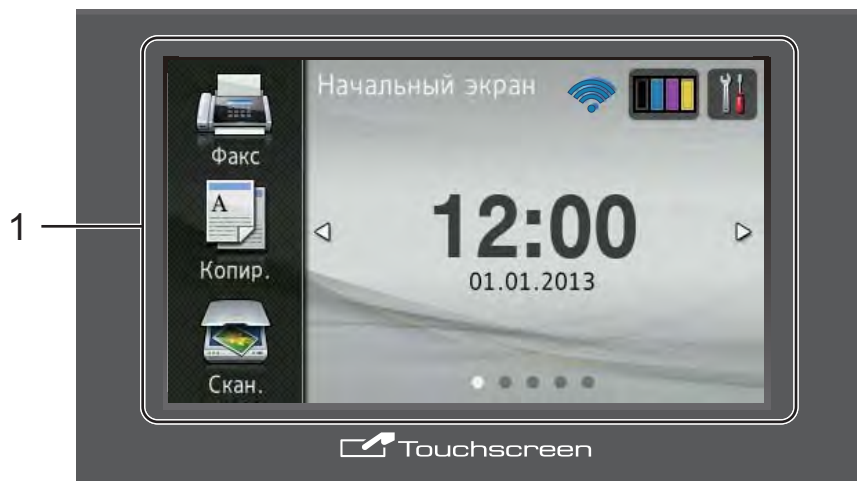 Начальный экран
Факс
A
Копир.
Скан.
12:00
01.01.2013
1
Touchscreen